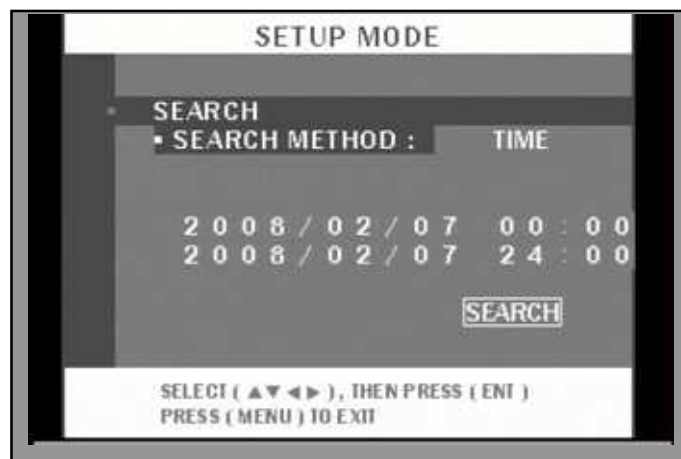 SETUP MODE
SEARCH
▪ SEARCH METHOD : TIME
2008/02/07 00:00
2008/02/07 24:00
SEARCH
SELECT ( ▲▼◄► ), THEN PRESS ( ENT )
PRESS ( MENU ) TO EXIT